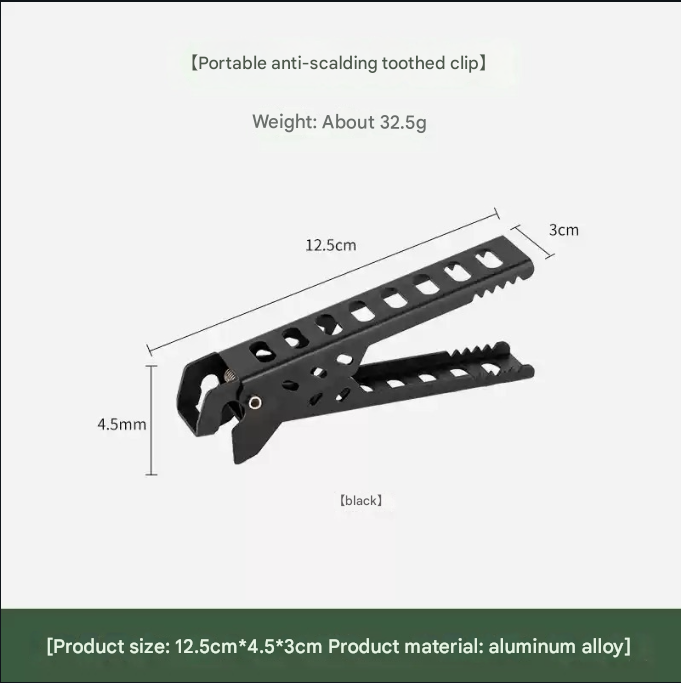 【Portable anti-scalding toothed clip】
Weight: About 32.5g
12.5cm
3cm
4.5mm
【black】
[Product size: 12.5cm*4.5*3cm Product material: aluminum alloy]